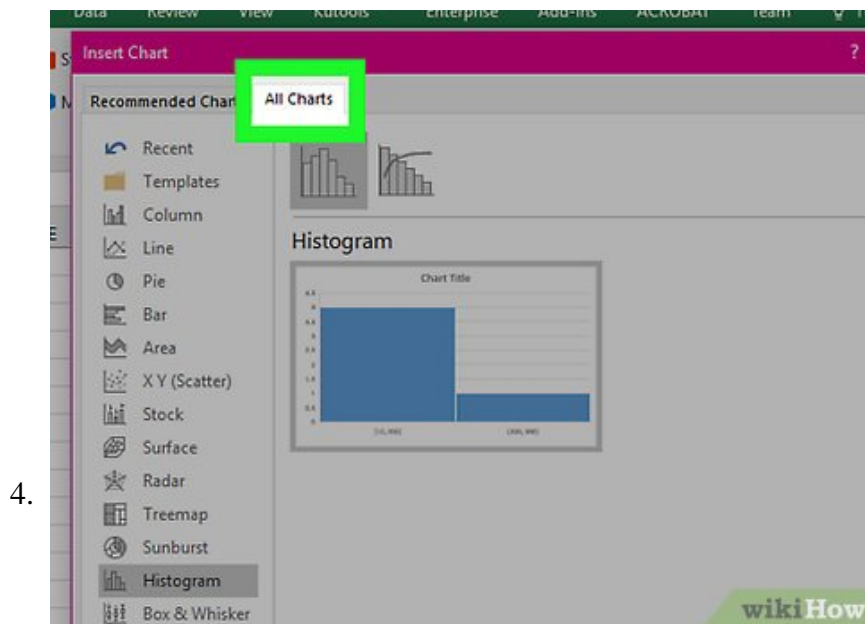 Data Review View Kutools Enterprise Add-ins ACROBAT Team
Insert Chart ?
Recommended Char All Charts
Recent
Templates
Column
Line
Histogram
Pie
Chart Title
Bar
Area
X Y (Scatter)
Stock
Surface
4.
Radar
Treemap
Sunburst
Histogram
Box & Whisker
wikiHow